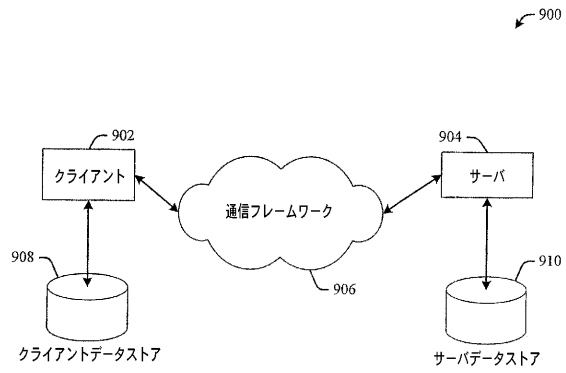 900
902
904
クライアント
サーバ
通信フレームワーク
908
906
910
クライアントデータストア
サーバデータストア